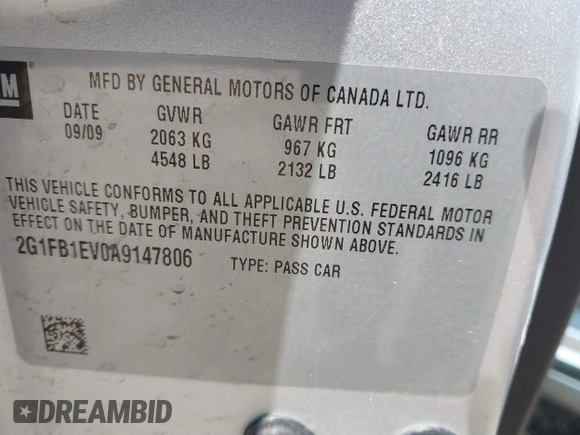 GM
MFD BY GENERAL MOTORS OF CANADA LTD.
DATE GVWR GAWR FRT GAWR RR
09/09 2063 KG 967 KG 1096 KG
4548 LB 2132 LB 2416 LB
THIS VEHICLE CONFORMS TO ALL APPLICABLE U.S. FEDERAL MOTOR
VEHICLE SAFETY, BUMPER, AND THEFT PREVENTION STANDARDS IN
EFFECT ON THE DATE OF MANUFACTURE SHOWN ABOVE.
2G1FB1EV0A9147806 TYPE: PASS CAR
DREAMBID